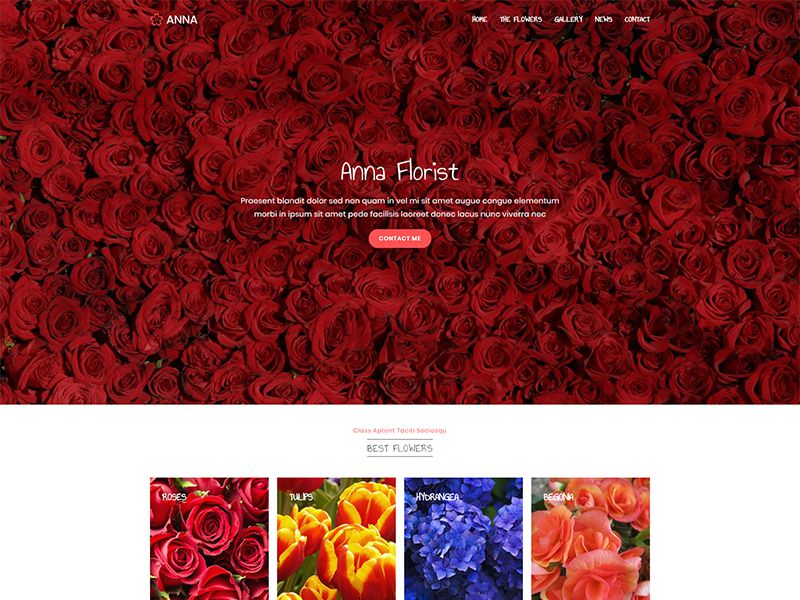 ANNA
HOME THE FLOWERS GALLERY NEWS CONTACT
Anna Florist
Praesent blandit dolor sed non quam in vel mi sit amet augue congue elementum
morbi in ipsum sit amet pede facilisis laoreet donec lacus nunc viverra nec
CONTACT ME
Class Aptent Taciti Sociosqu
BEST FLOWERS
ROSES TULIPS HYDRANGEA BEGONIA